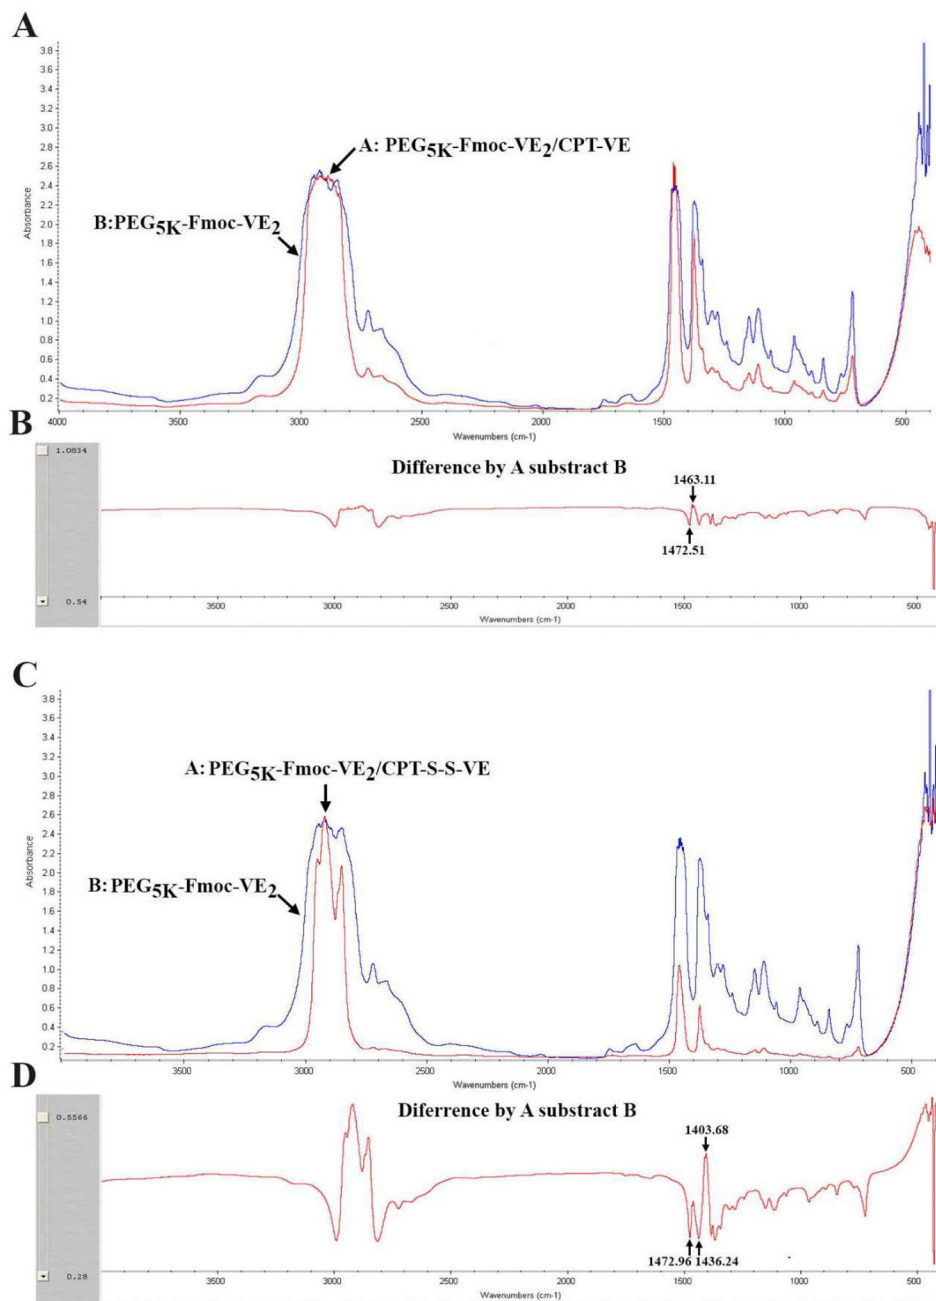 A
3.8
3.6
3.4
3.2
3.0
2.8
2.6
2.4
2.2
2.0
1.8
1.6
1.4
1.2
1.0
0.8
0.6
0.4
Absorbance
A: PEG5K-Fmoc-VE2/CPT-VE
B:PEG5K-Fmoc-VE2
4000 3500 3000 2500 2000 1500 1000 500
Wavenumbers (cm-1)
B
1.0834
Difference by A substract B
1463.11
1472.51
0.54
3500 3000 2500 2000 1500 1000 500
Wavenumbers (cm-1)
C
3.8
3.6
3.4
3.2
3.0
2.8
2.6
2.4
2.2
2.0
1.8
1.6
1.4
1.2
1.0
0.8
0.6
0.4
0.2
Absorbance
A: PEG5K-Fmoc-VE2/CPT-S-S-VE
B: PEG5K-Fmoc-VE2
3500 3000 2500 2000 1500 1000 500
Wavenumbers (cm-1)
D
0.5566
Diferrence by A substract B
1403.68
1472.96 1436.24
0.28
3500 3000 2500 2000 1500 1000 500
Wavenumbers (cm-1)